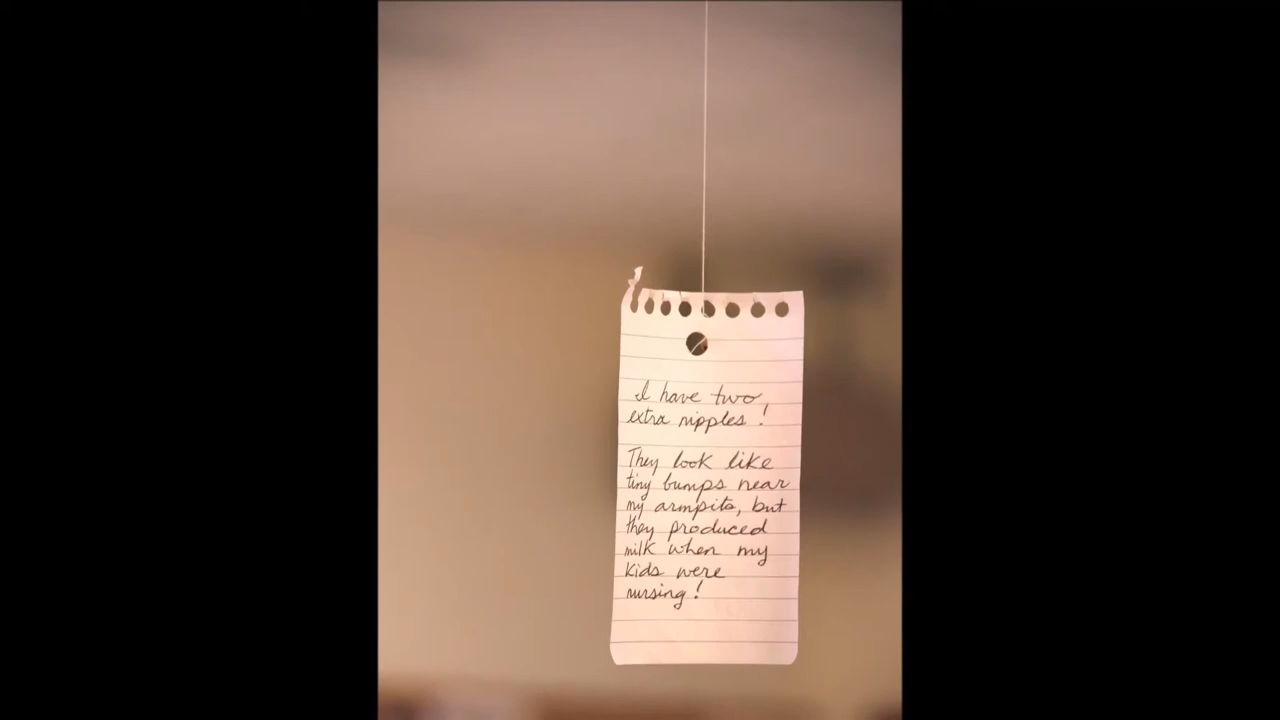 I have two
extra nipples!
They look like
tiny bumps near
my armpits, but
they produced
milk when my
kids were
nursing!